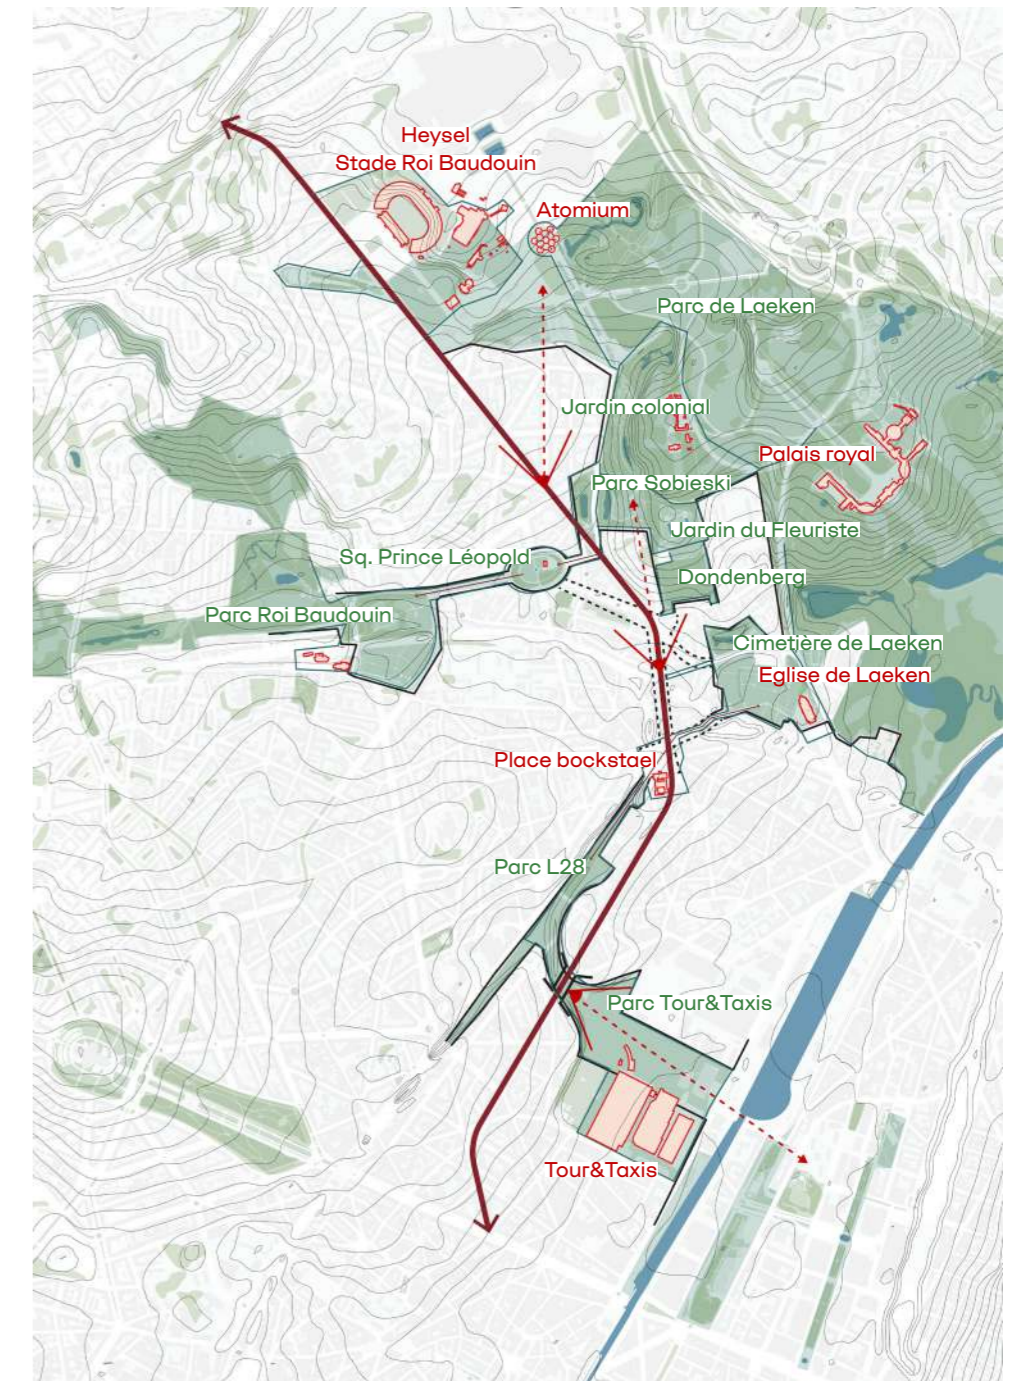 Heysel
Stade Roi Baudouin
Atomium
Parc de Laeken
Jardin colonial
Palais royal
Parc Sobieski
Jardin du Fleuriste
Sq. Prince Léopold
Dondenberg
Parc Roi Baudouin
Cimetière de Laeken
Eglise de Laeken
Place bockstael
Parc L28
Parc Tour&Taxis
Tour&Taxis